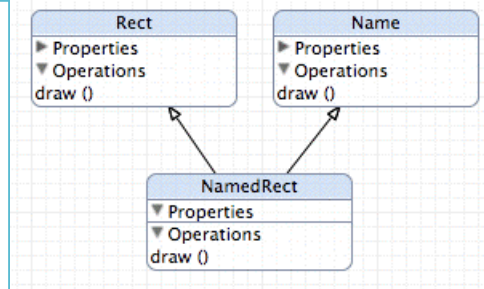 Rect
Properties
Operations
draw ()
Name
Properties
Operations
draw ()
NamedRect
Properties
Operations
draw ()